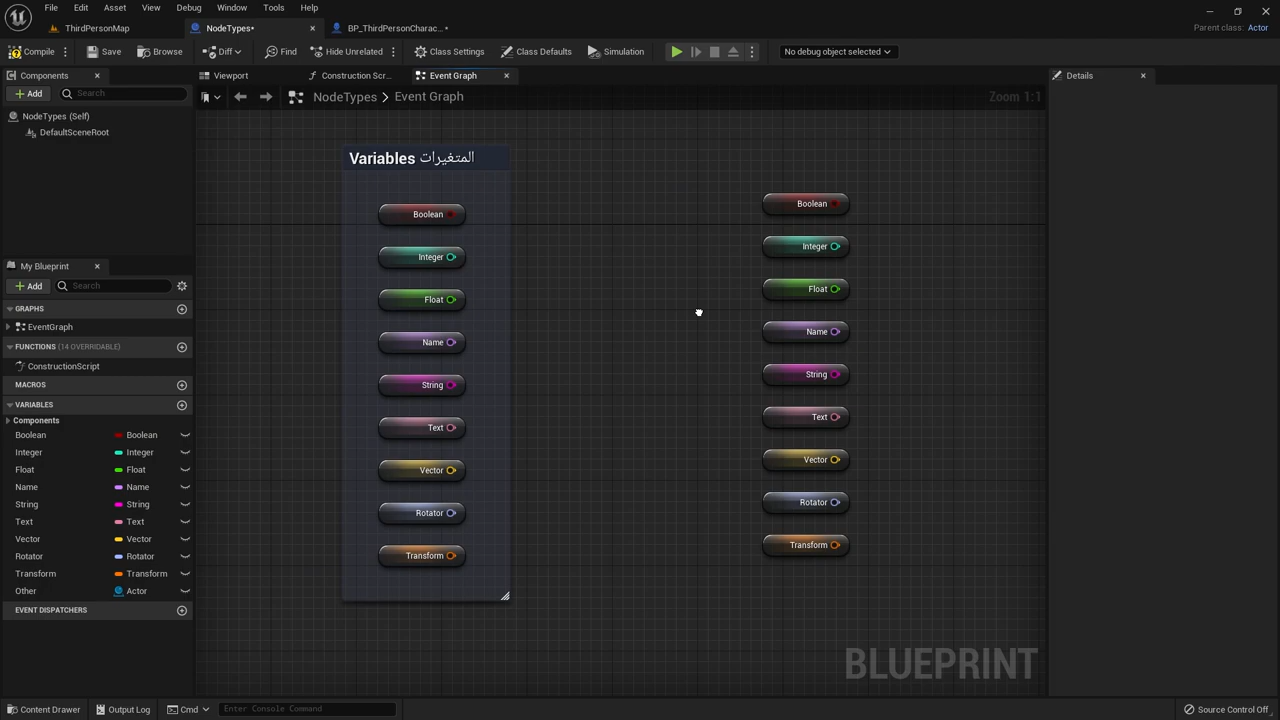 File Edit Asset View Debug Window Tools Help
ThirdPersonMap NodeTypes* BP_ThirdPersonCharac... *
Parent class: Actor
Compile Save Browse Diff Find Hide Unrelated Class Settings Class Defaults Simulation No debug object selected
Components
Viewport Construction Scr... Event Graph
Details
Add Search
NodeTypes > Event Graph
Zoom 1:1
NodeTypes (Self)
DefaultSceneRoot
My Blueprint
Add Search
GRAPHS
EventGraph
FUNCTIONS (14 OVERRIDABLE)
ConstructionScript
MACROS
VARIABLES
Components
Boolean Boolean
Integer Integer
Float Float
Name Name
String String
Text Text
Vector Vector
Rotator Rotator
Transform Transform
Other Actor
EVENT DISPATCHERS
Variables المتغيرات
Boolean
Integer
Float
Name
String
Text
Vector
Rotator
Transform
Boolean
Integer
Float
Name
String
Text
Vector
Rotator
Transform
BLUEPRINT
Content Drawer Output Log Cmd Enter Console Command Source Control Off